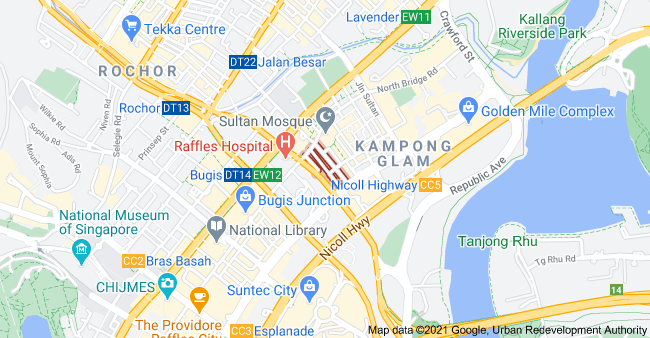 Lavender EW11
Kallang
Riverside Park
Tekka Centre
Crawford St
DT22 Jalan Besar
ROCHOR
North Bridge Rd
Jln Sultan
Rochor DT13
Golden Mile Complex
Sultan Mosque
Wilkie Rd
Niven Rd
Selegie Rd
Sophia Rd
Adis Rd
Mount Sophia
Prinsep St
Raffles Hospital
KAMPONG
GLAM
Bugis DT14 EW12
Nicoll Highway CC5
Republic Ave
Bugis Junction
National Museum
of Singapore
National Library
Nicoll Hwy
Tanjong Rhu
CC2 Bras Basah
Tg Rhu Rd
CHIJMES
Suntec City
14
The Providore
Raffles City
CC3 Esplanade
Map data ©2021 Google, Urban Redevelopment Authority